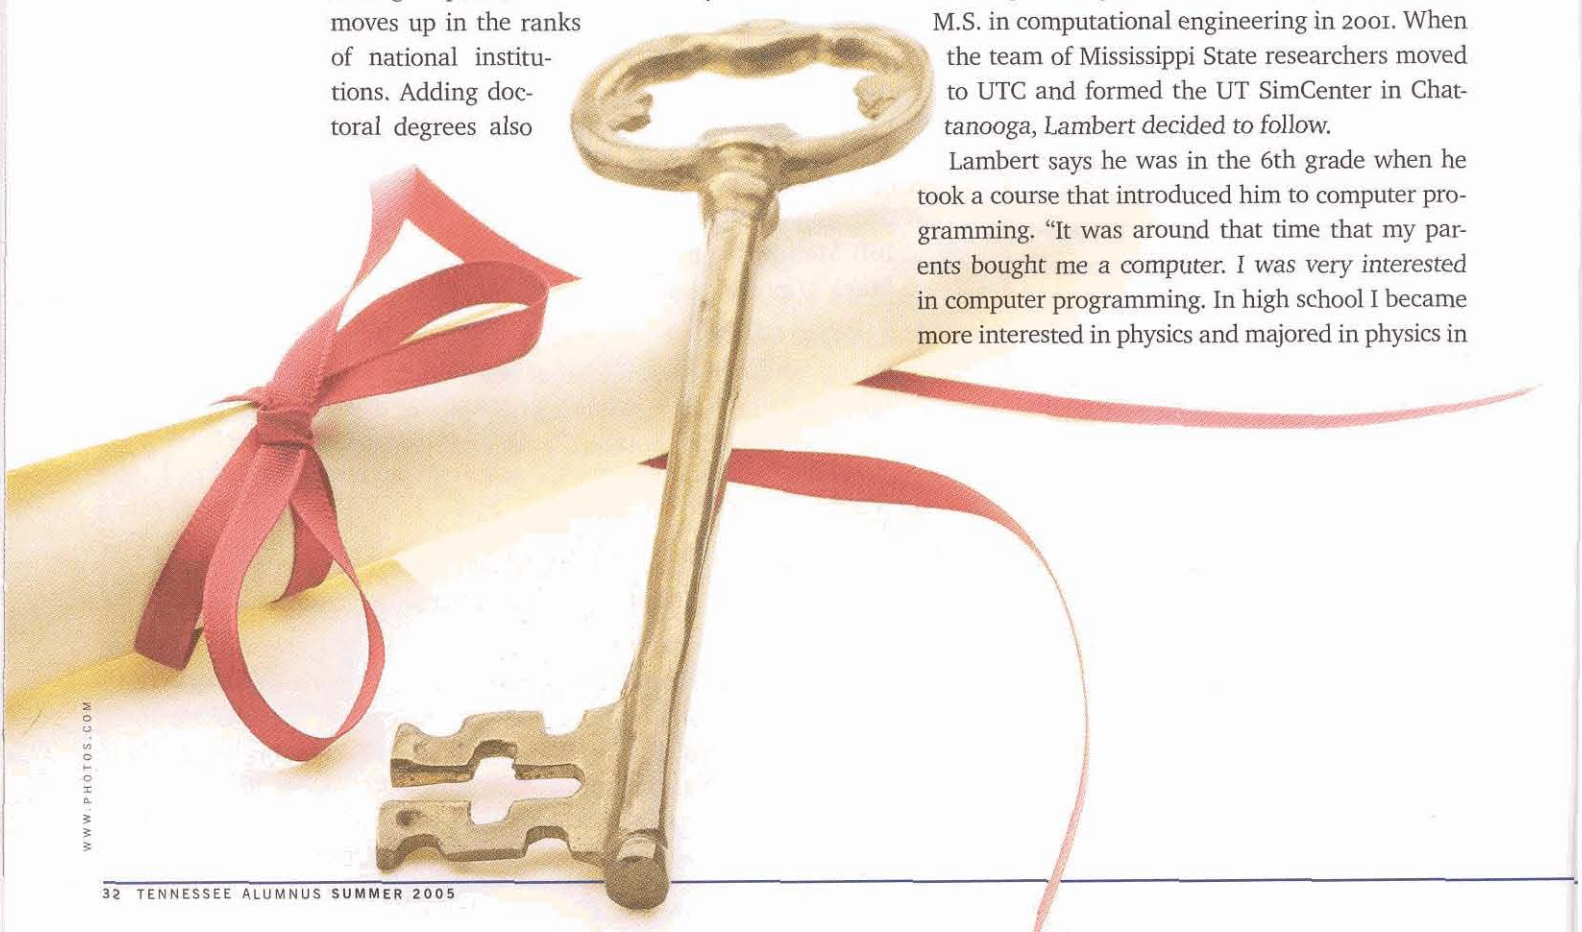 moves up in the ranks
of national institu-
tions. Adding doc-
toral degrees also
M.S. in computational engineering in 2001. When
the team of Mississippi State researchers moved
to UTC and formed the UT SimCenter in Chat-
tanooga, Lambert decided to follow.
Lambert says he was in the 6th grade when he
took a course that introduced him to computer pro-
gramming. “It was around that time that my par-
ents bought me a computer. I was very interested
in computer programming. In high school I became
more interested in physics and majored in physics in
WWW.PHOTOS.COM
32 TENNESSEE ALUMNUS SUMMER 2005